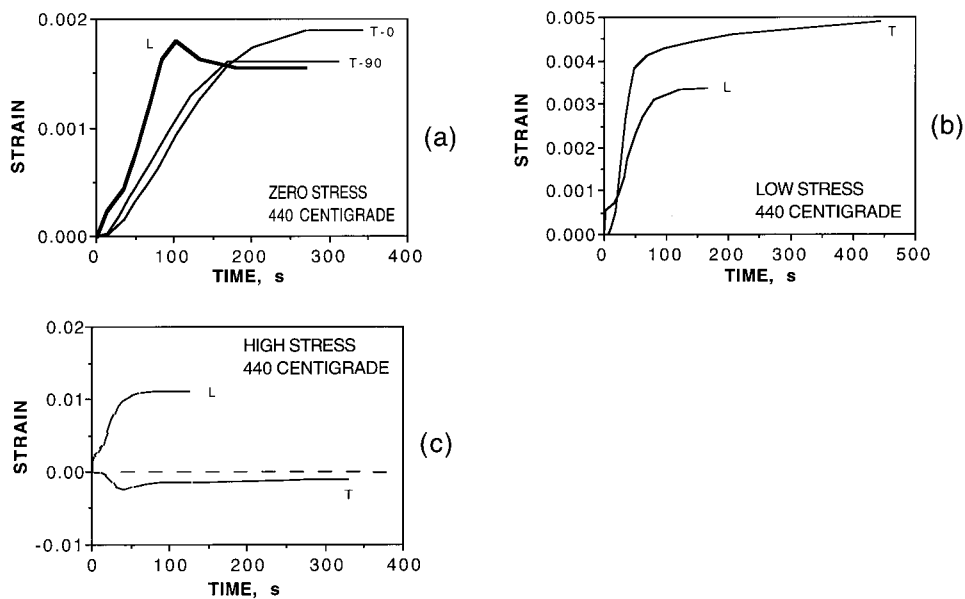 0.002
0.001
0.000
STRAIN
L
T-0
T-90
ZERO STRESS
440 CENTIGRADE
0 100 200 300 400
TIME, s
(a)
0.005
0.004
0.003
0.002
0.001
0.000
STRAIN
T
L
LOW STRESS
440 CENTIGRADE
0 100 200 300 400 500
TIME, s
(b)
0.02
0.01
0.00
-0.01
STRAIN
HIGH STRESS
440 CENTIGRADE
L
T
0 100 200 300 400
TIME, s
(c)